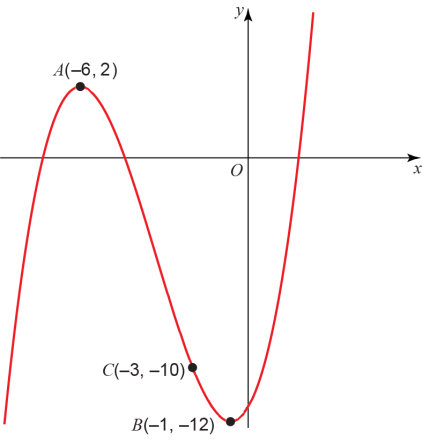 y
A(–6, 2)
O
x
C(–3, –10)
B(–1, –12)